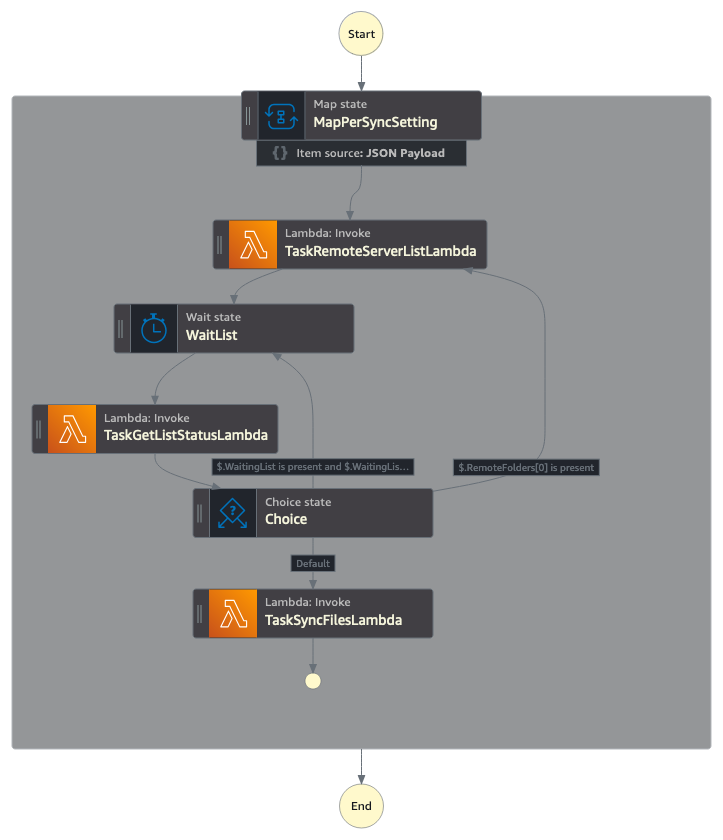 Start
Map state
MapPerSyncSetting
{} Item source: JSON Payload
Lambda: Invoke
TaskRemoteServerListLambda
Wait state
WaitList
Lambda: Invoke
TaskGetListStatusLambda
$.WaitingList is present and $.WaitingLis...
$.RemoteFolders[0] is present
Choice state
Choice
Default
Lambda: Invoke
TaskSyncFilesLambda
End